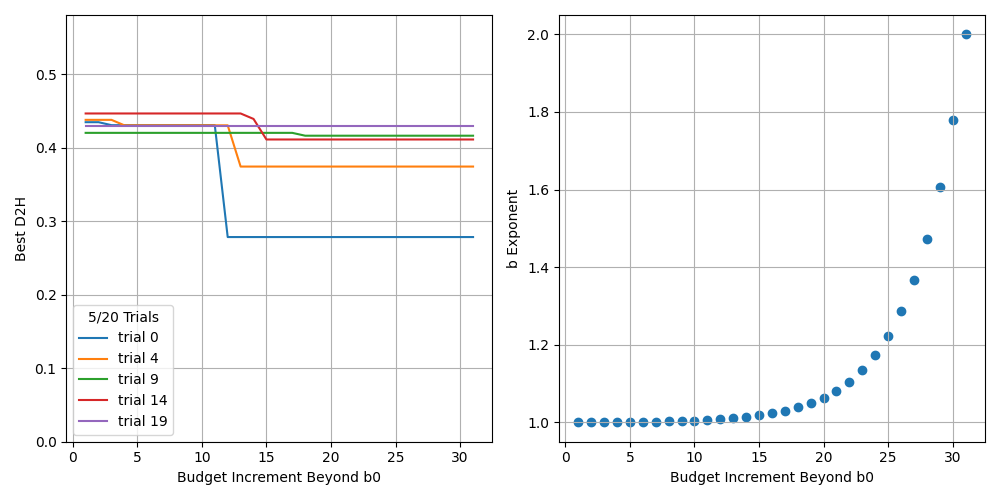 0.5
0.4
0.3
0.2
0.1
0.0
Best D2H
5/20 Trials
trial 0
trial 4
trial 9
trial 14
trial 19
0 5 10 15 20 25 30
Budget Increment Beyond b0
2.0
1.8
1.6
1.4
1.2
1.0
b Exponent
0 5 10 15 20 25 30
Budget Increment Beyond b0